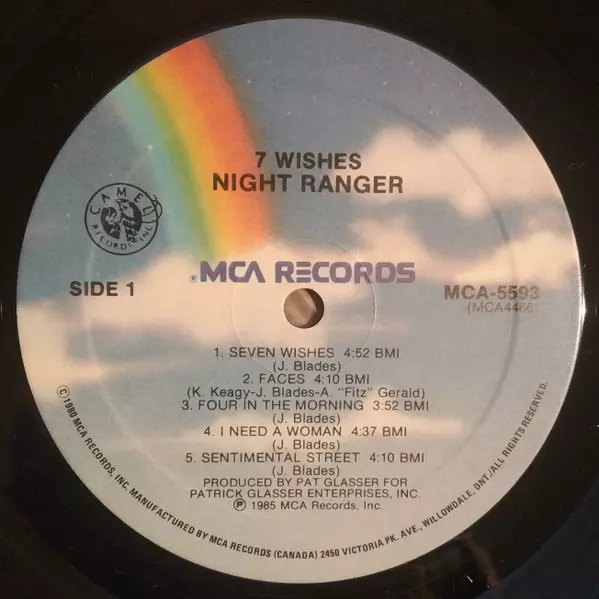 7 WISHES
NIGHT RANGER
CAMEL
RECORDS, INC.
®MCA RECORDS
SIDE 1
MCA-5593
(MCA4460)
1. SEVEN WISHES 4:52 BMI
(J. Blades)
2. FACES 4:10 BMI
(K. Keagy-J. Blades-A. "Fitz" Gerald)
3. FOUR IN THE MORNING 3:52 BMI
(J. Blades)
4. I NEED A WOMAN 4:37 BMI
(J. Blades)
5. SENTIMENTAL STREET 4:10 BMI
(J. Blades)
PRODUCED BY PAT GLASSER FOR
PATRICK GLASSER ENTERPRISES, INC.
℗ 1985 MCA Records, Inc.
©1980 MCA RECORDS, INC. MANUFACTURED BY MCA RECORDS (CANADA) 2450 VICTORIA PK. AVE., WILLOWDALE, ONT./ALL RIGHTS RESERVED.